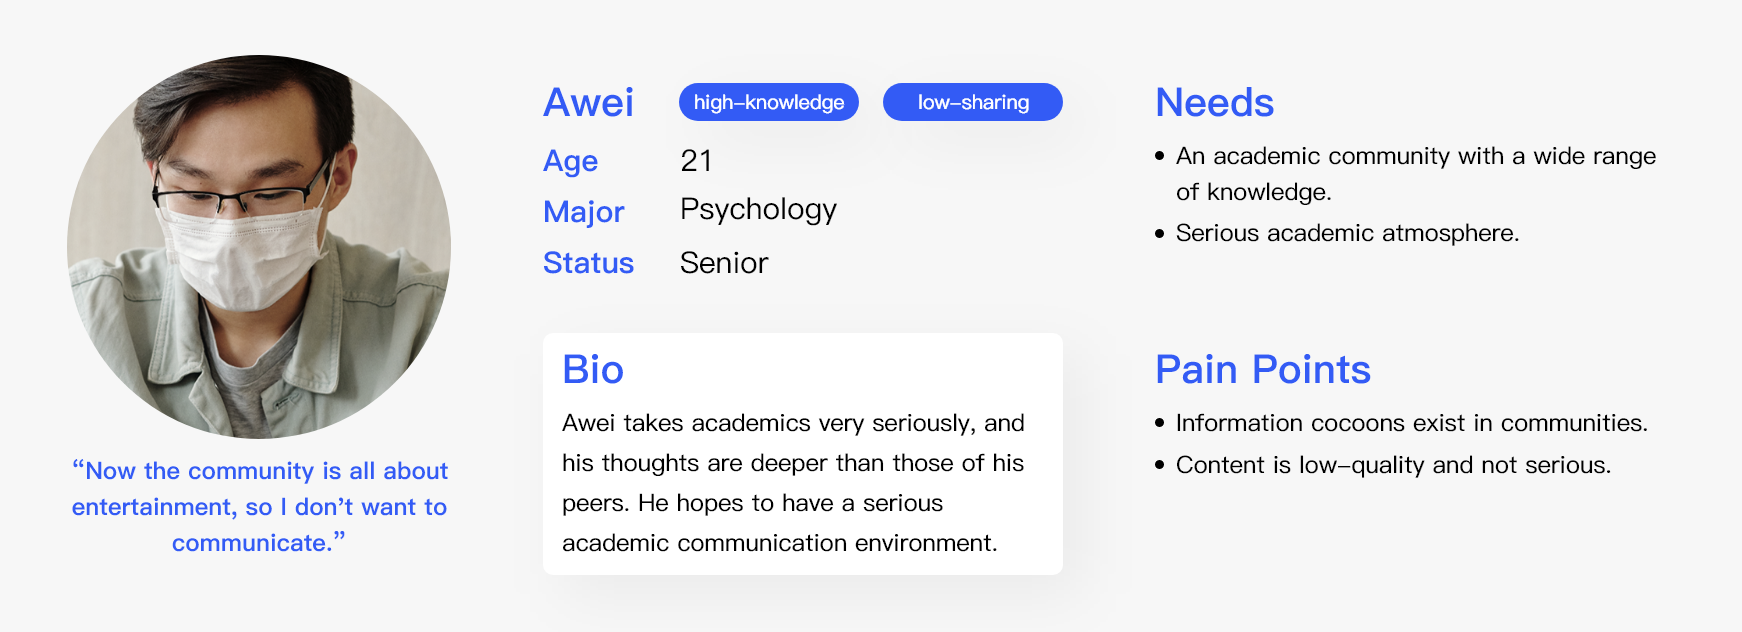 Awei
high-knowledge
low-sharing
Age
21
Major
Psychology
Status
Senior
“Now the community is all about
entertainment, so I don’t want to
communicate.”
Bio
Awei takes academics very seriously, and
his thoughts are deeper than those of his
peers. He hopes to have a serious
academic communication environment.
Needs
• An academic community with a wide range
of knowledge.
• Serious academic atmosphere.
Pain Points
• Information cocoons exist in communities.
• Content is low-quality and not serious.